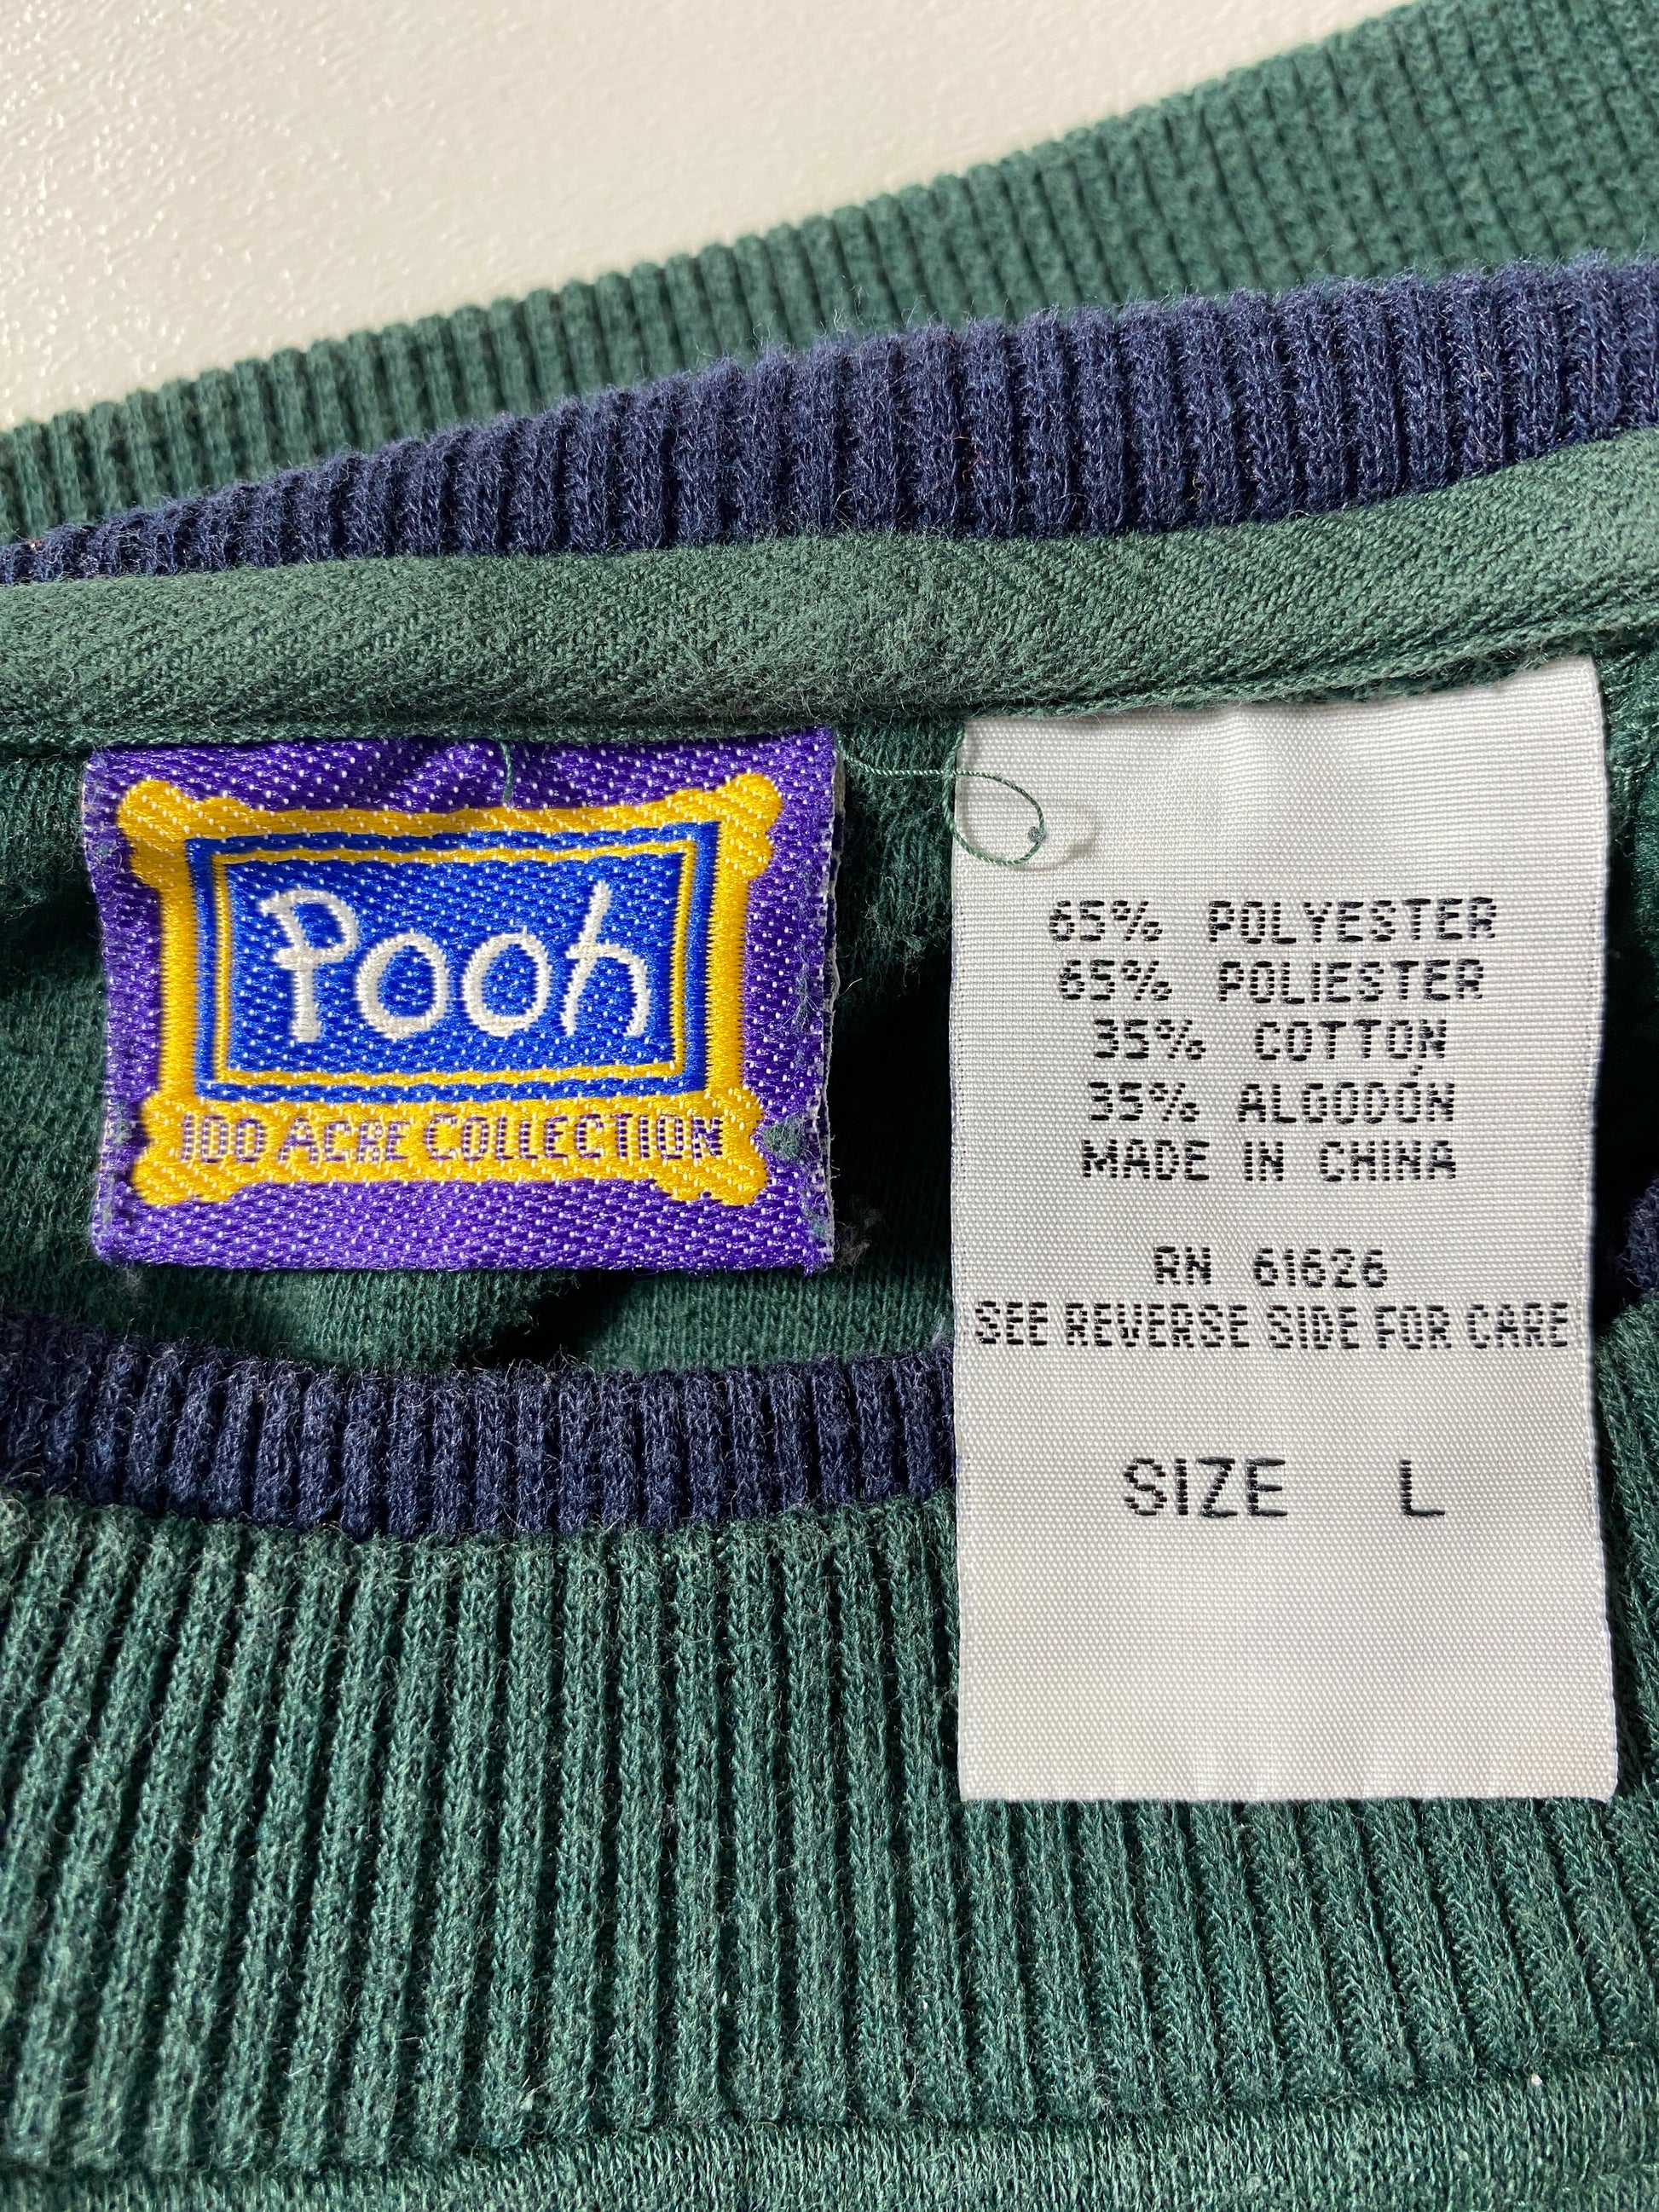 Pooh
100 ACRE COLLECTION
65% POLYESTER
65% POLIESTER
35% COTTON
35% ALGODÓN
MADE IN CHINA
RN 61626
SEE REVERSE SIDE FOR CARE
SIZE L